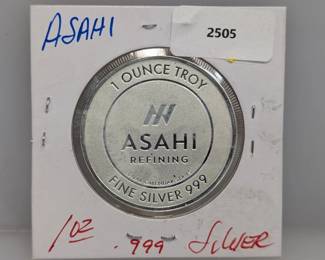 ASAHI
2505
1 OUNCE TROY
ASAHi
REFINING
FINE SILVER 999
1oz .999 SILVER